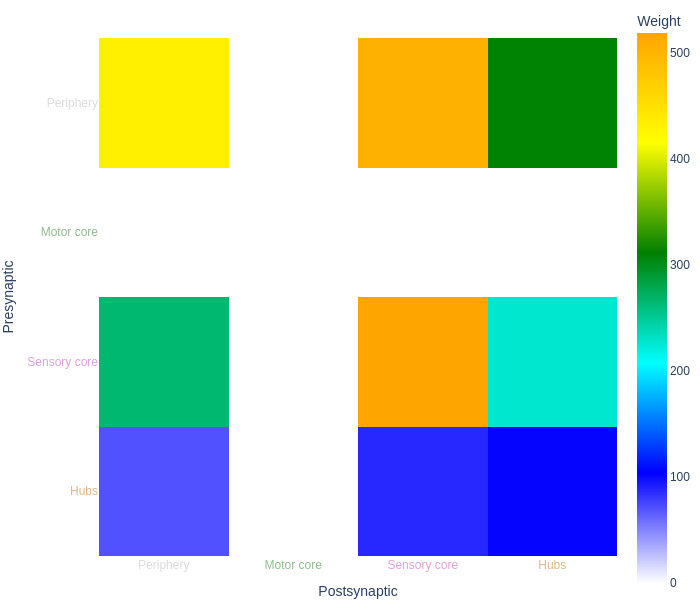 Weight
500
400
300
200
100
0
Periphery
Motor core
Sensory core
Hubs
Presynaptic
Periphery Motor core Sensory core Hubs
Postsynaptic